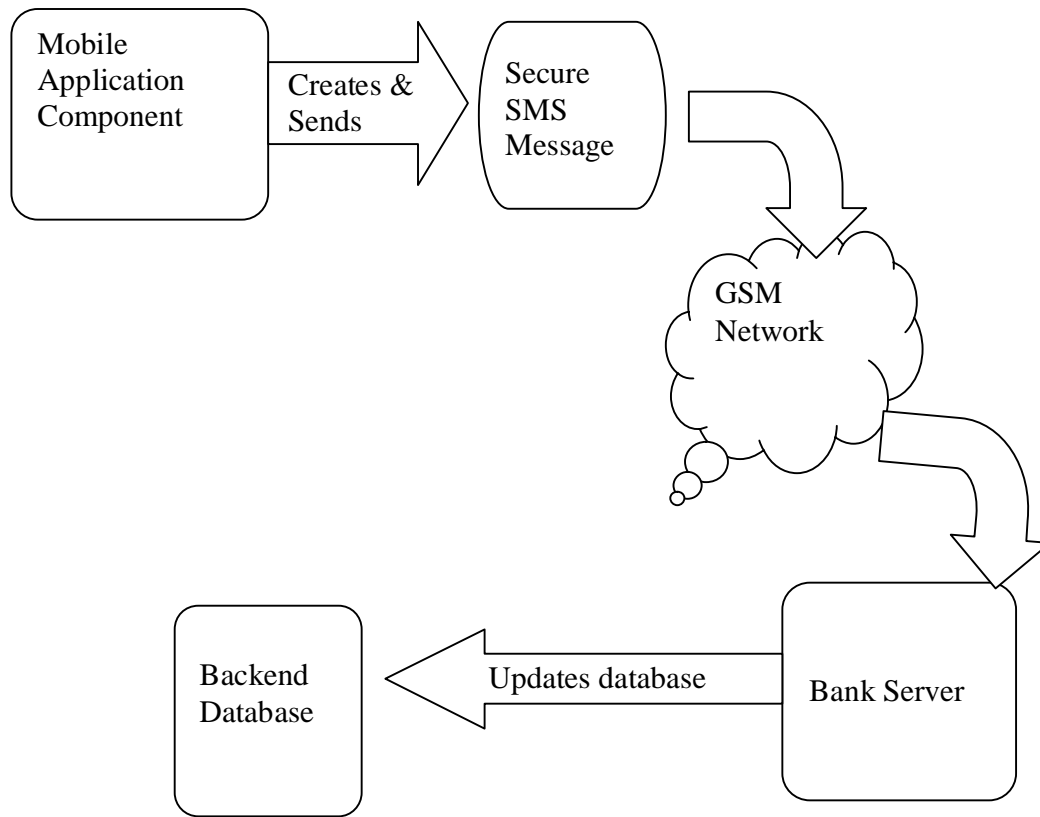 Mobile
Application
Component
Creates &
Sends
Secure
SMS
Message
GSM
Network
Bank Server
Updates database
Backend
Database